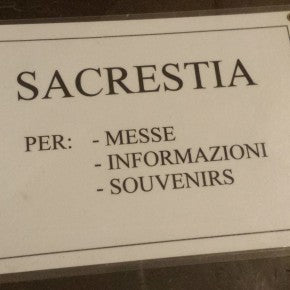 SACRESTIA
PER: - MESSE
- INFORMAZIONI
- SOUVENIRS